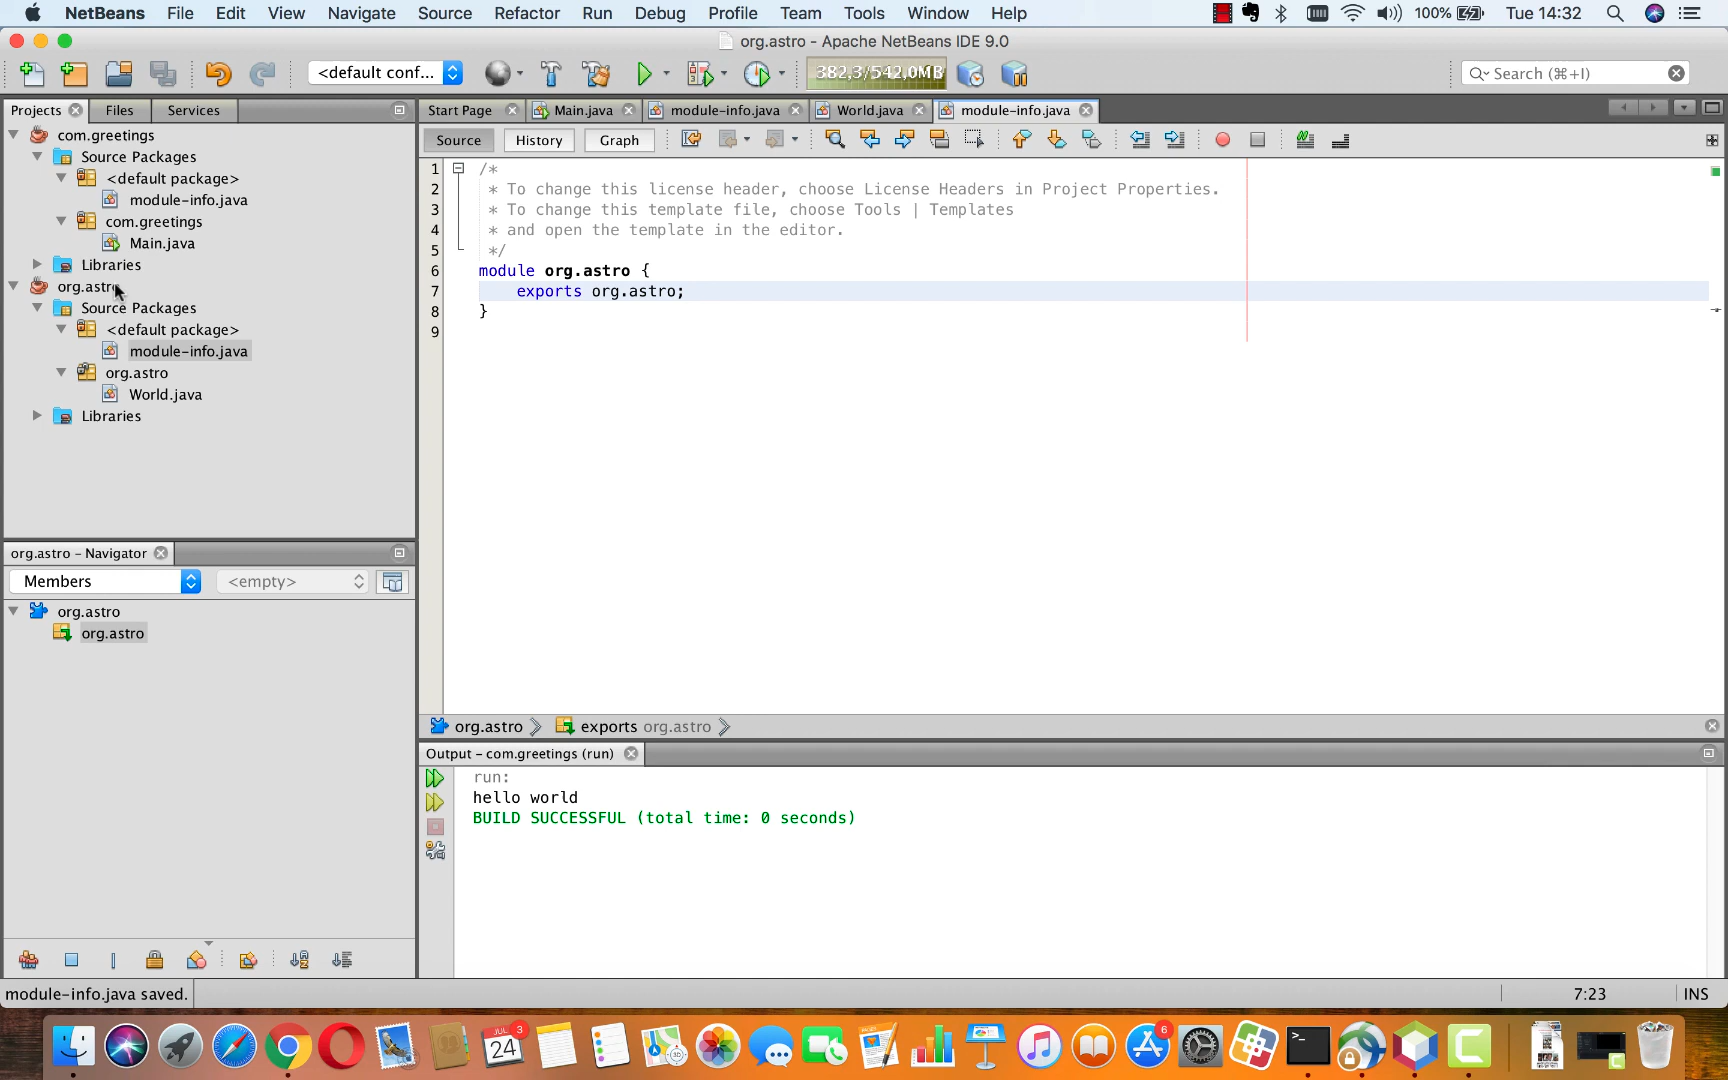 NetBeans File Edit View Navigate Source Refactor Run Debug Profile Team Tools Window Help 100% Tue 14:32
org.astro - Apache NetBeans IDE 9.0
<default conf... 382,3/542,0MB Search (⌘+I)
Projects Files Services
Start Page Main.java module-info.java World.java module-info.java
Source History Graph
com.greetings
Source Packages
<default package>
module-info.java
com.greetings
Main.java
Libraries
org.astro
Source Packages
<default package>
module-info.java
org.astro
World.java
Libraries
1 /*
2 * To change this license header, choose License Headers in Project Properties.
3 * To change this template file, choose Tools | Templates
4 * and open the template in the editor.
5 */
6 module org.astro {
7 exports org.astro;
8 }
9
org.astro - Navigator
Members <empty>
org.astro
org.astro
org.astro exports org.astro
Output - com.greetings (run)
run:
hello world
BUILD SUCCESSFUL (total time: 0 seconds)
module-info.java saved. 7:23 INS
JUL 3 24
3D
PAGES
6